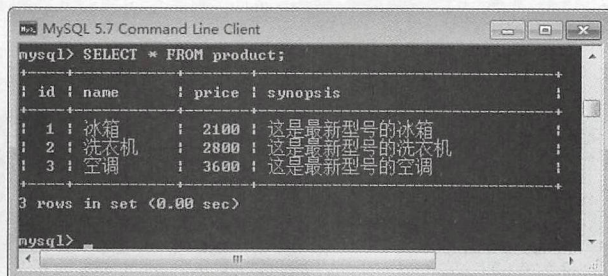 MySQL 5.7 Command Line Client
mysql> SELECT * FROM product;
+----+--------+-------+------------------------+
| id | name | price | synopsis |
+----+--------+-------+------------------------+
| 1 | 冰箱 | 2100 | 这是最新型号的冰箱 |
| 2 | 洗衣机 | 2800 | 这是最新型号的洗衣机 |
| 3 | 空调 | 3600 | 这是最新型号的空调 |
+----+--------+-------+------------------------+
3 rows in set (0.00 sec)
mysql> _